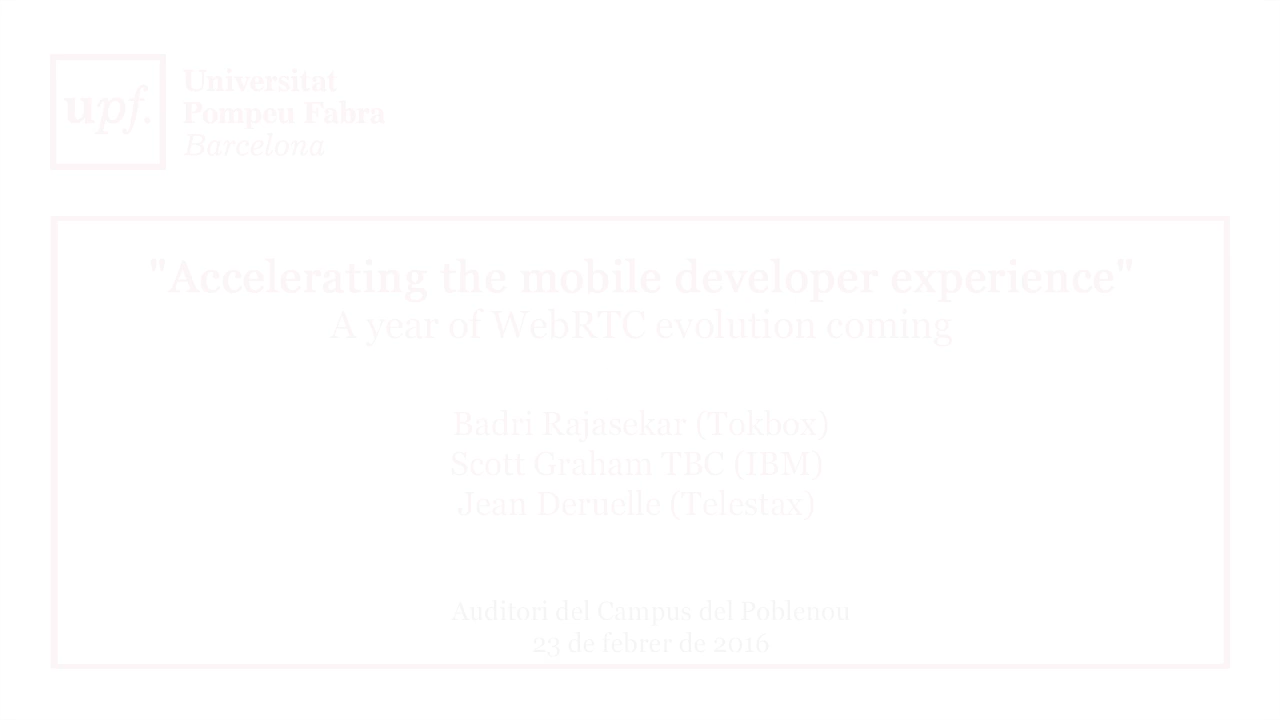 upf.
Universitat
Pompeu Fabra
Barcelona
"Accelerating the mobile developer experience"
A year of WebRTC evolution coming
Badri Rajasekar (Tokbox)
Scott Graham TBC (IBM)
Jean Deruelle (Telestax)
Auditori del Campus del Poblenou
23 de febrer de 2016